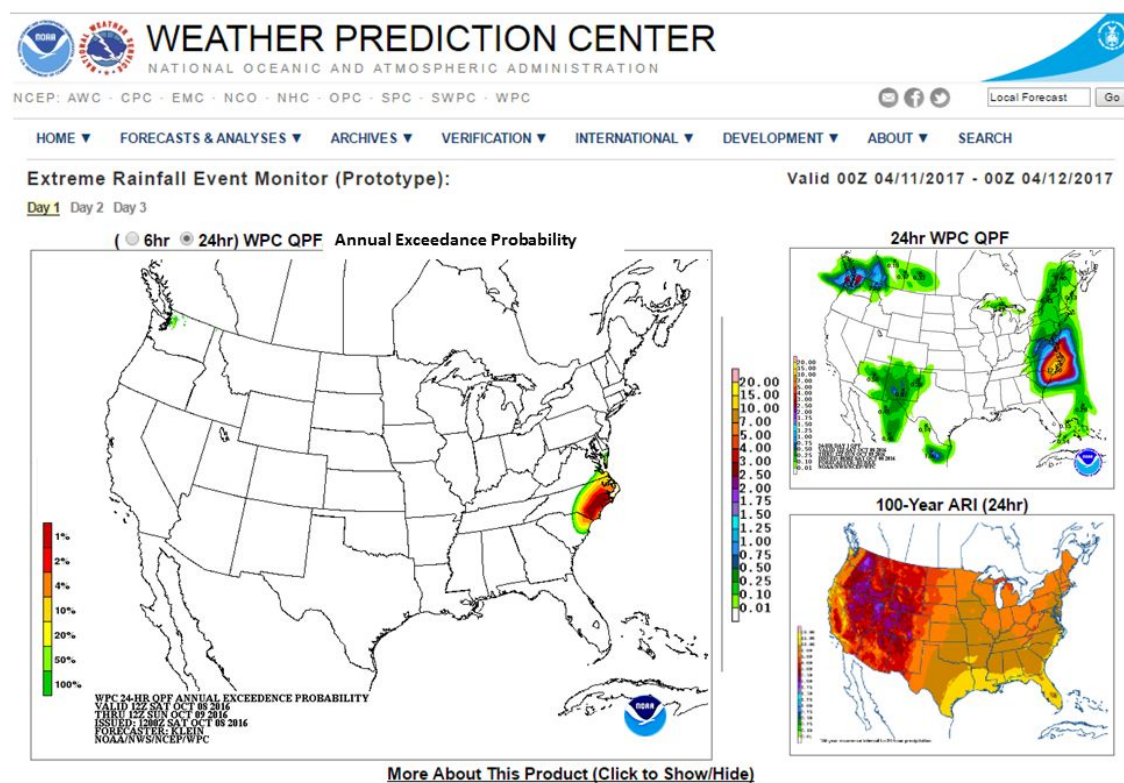 WEATHER PREDICTION CENTER
NATIONAL OCEANIC AND ATMOSPHERIC ADMINISTRATION
NCEP: AWC · CPC · EMC · NCO · NHC · OPC · SPC · SWPC · WPC
Local Forecast
Go
HOME ▼ FORECASTS & ANALYSES ▼ ARCHIVES ▼ VERIFICATION ▼ INTERNATIONAL ▼ DEVELOPMENT ▼ ABOUT ▼ SEARCH
Extreme Rainfall Event Monitor (Prototype):
Valid 00Z 04/11/2017 - 00Z 04/12/2017
Day 1 Day 2 Day 3
( 6hr 24hr) WPC QPF Annual Exceedance Probability
1%
2%
4%
10%
20%
50%
100%
WPC 24-HR QPF ANNUAL EXCEEDENCE PROBABILITY
VALID 12Z SAT OCT 08 2016
THRU 12Z SUN OCT 09 2016
ISSUED: 1200Z SAT OCT 08 2016
FORECASTER: KLEIN
NOAA/NWS/NCEP/WPC
NOAA
20.00
15.00
10.00
7.00
5.00
4.00
3.00
2.50
2.00
1.75
1.50
1.25
1.00
0.75
0.50
0.25
0.10
0.01
24hr WPC QPF
100-Year ARI (24hr)
More About This Product (Click to Show/Hide)